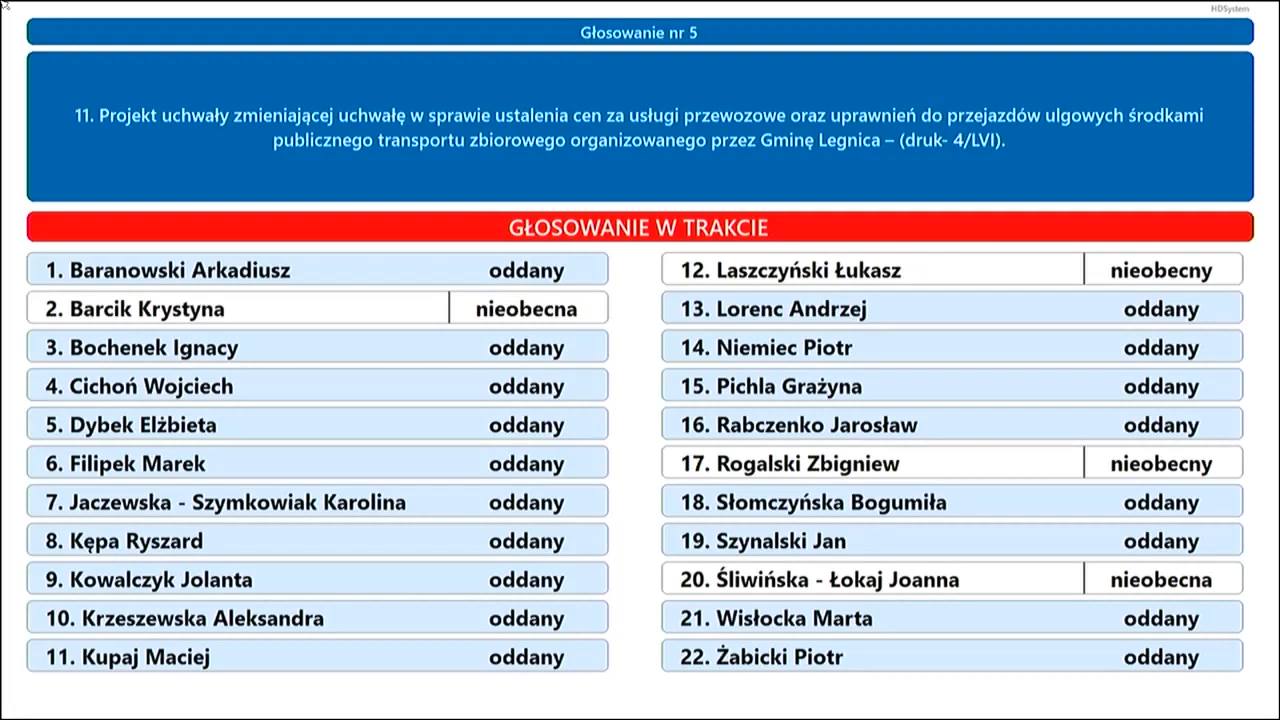 HDSystem
Głosowanie nr 5
11. Projekt uchwały zmieniającej uchwałę w sprawie ustalenia cen za usługi przewozowe oraz uprawnień do przejazdów ulgowych środkami
publicznego transportu zbiorowego organizowanego przez Gminę Legnica – (druk- 4/LVI).
GŁOSOWANIE W TRAKCIE
1. Baranowski Arkadiusz oddany
2. Barcik Krystyna nieobecna
3. Bochenek Ignacy oddany
4. Cichoń Wojciech oddany
5. Dybek Elżbieta oddany
6. Filipek Marek oddany
7. Jaczewska - Szymkowiak Karolina oddany
8. Kępa Ryszard oddany
9. Kowalczyk Jolanta oddany
10. Krzeszewska Aleksandra oddany
11. Kupaj Maciej oddany
12. Laszczyński Łukasz nieobecny
13. Lorenc Andrzej oddany
14. Niemiec Piotr oddany
15. Pichla Grażyna oddany
16. Rabczenko Jarosław oddany
17. Rogalski Zbigniew nieobecny
18. Słomczyńska Bogumiła oddany
19. Szynalski Jan oddany
20. Śliwińska - Łokaj Joanna nieobecna
21. Wisłocka Marta oddany
22. Żabicki Piotr oddany